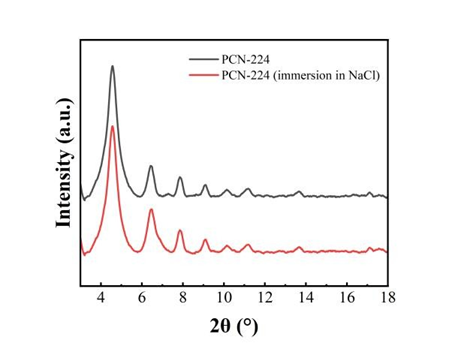 PCN-224
PCN-224 (immersion in NaCl)
Intensity (a.u.)
4 6 8 10 12 14 16 18
2θ (°)